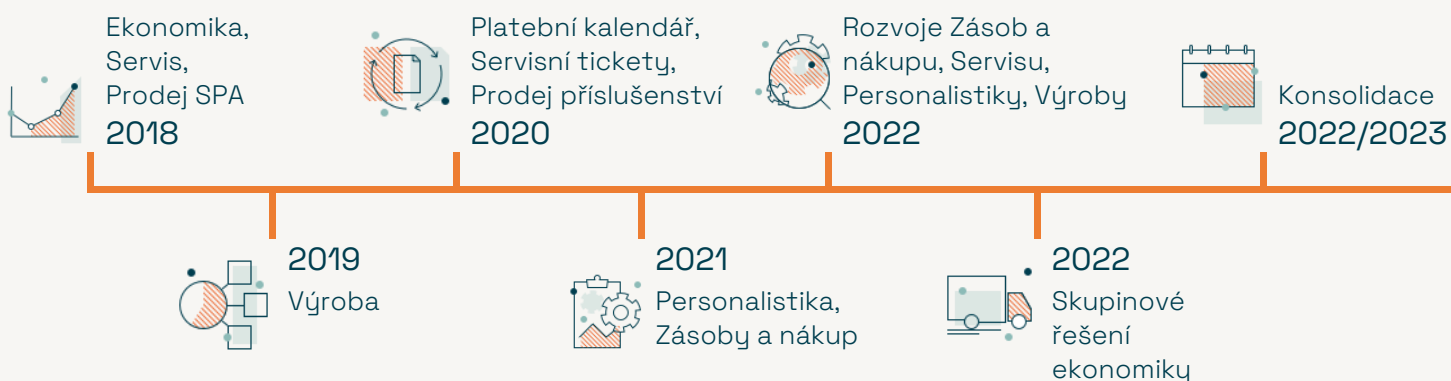 Ekonomika,
Servis,
Prodej SPA
2018
Platební kalendář,
Servisní tickety,
Prodej příslušenství
2020
Rozvoje Zásob a
nákupu, Servisu,
Personalistiky, Výroby
2022
Konsolidace
2022/2023
2019
Výroba
2021
Personalistika,
Zásoby a nákup
2022
Skupinové
řešení
ekonomiky